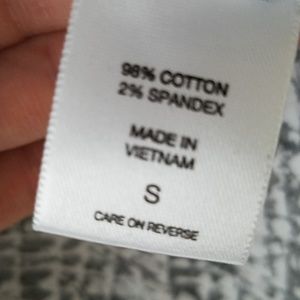 98% COTTON
2% SPANDEX
MADE IN
VIETNAM
S
CARE ON REVERSE